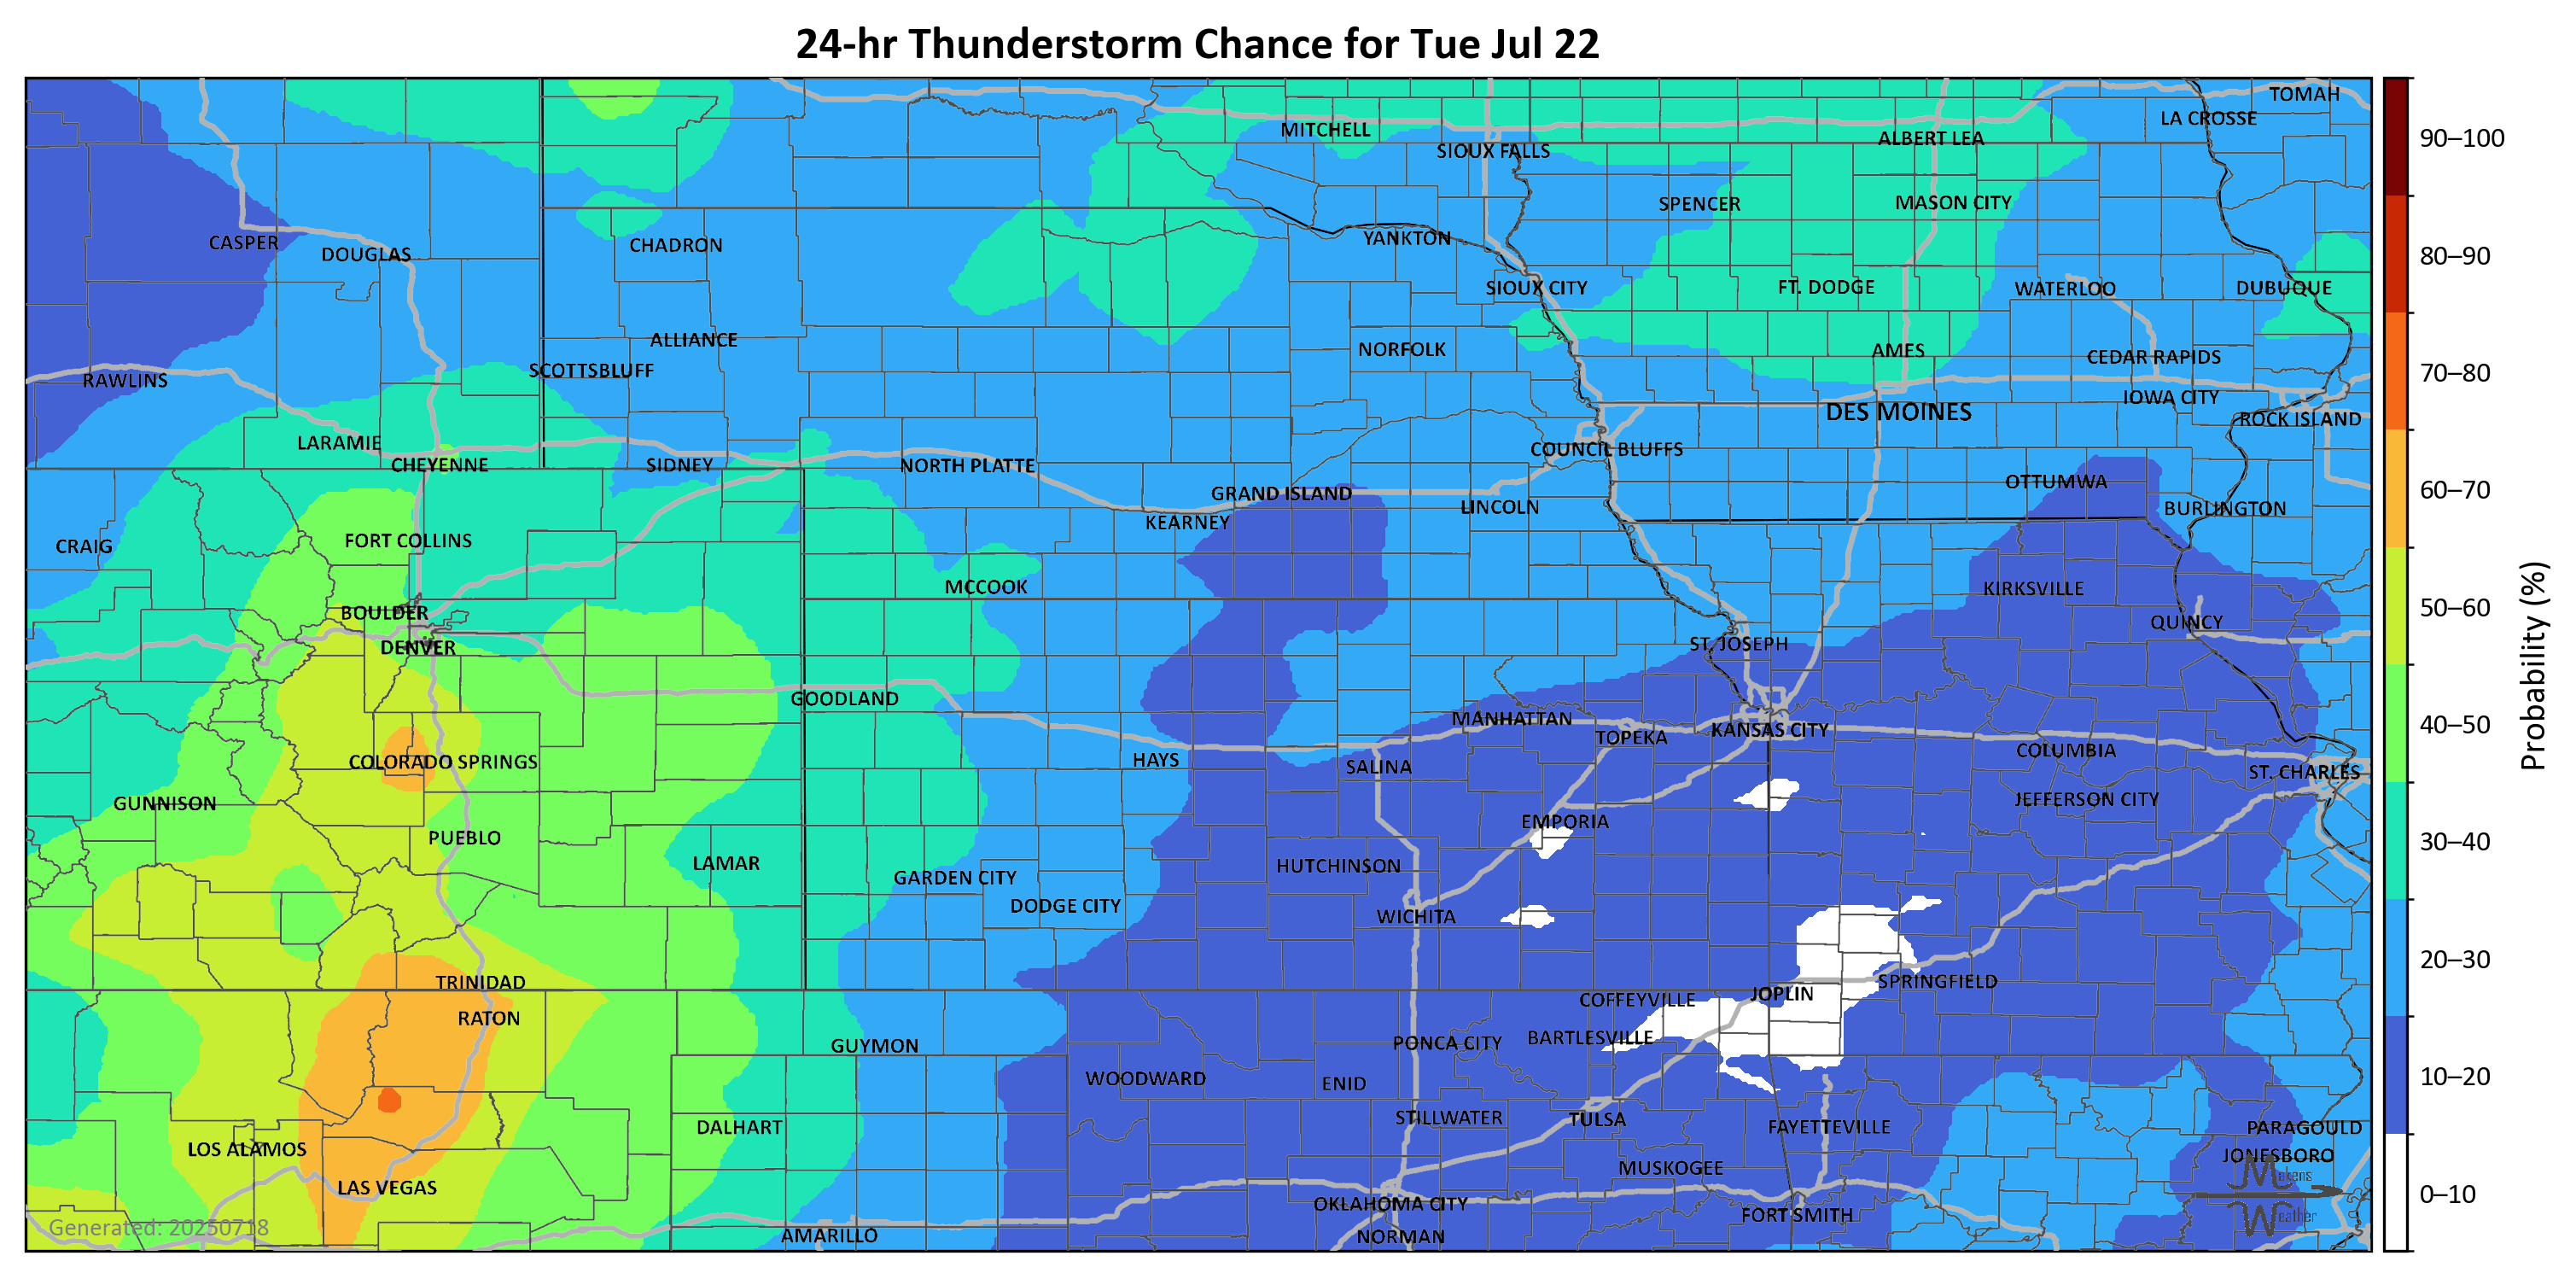 24-hr Thunderstorm Chance for Tue Jul 22
TOMAH
LA CROSSE
MITCHELL
ALBERT LEA
SIOUX FALLS
SPENCER
MASON CITY
CASPER
DOUGLAS
CHADRON
YANKTON
SIOUX CITY
FT. DODGE
WATERLOO
DUBUQUE
ALLIANCE
NORFOLK
AMES
CEDAR RAPIDS
RAWLINS
SCOTTSBLUFF
IOWA CITY
DES MOINES
ROCK ISLAND
LARAMIE
COUNCIL BLUFFS
CHEYENNE
SIDNEY
NORTH PLATTE
OTTUMWA
GRAND ISLAND
LINCOLN
BURLINGTON
KEARNEY
CRAIG
FORT COLLINS
MCCOOK
KIRKSVILLE
BOULDER
QUINCY
DENVER
ST. JOSEPH
GOODLAND
MANHATTAN
TOPEKA
KANSAS CITY
COLUMBIA
COLORADO SPRINGS
HAYS
SALINA
ST. CHARLES
GUNNISON
JEFFERSON CITY
PUEBLO
EMPORIA
LAMAR
HUTCHINSON
GARDEN CITY
DODGE CITY
WICHITA
TRINIDAD
SPRINGFIELD
JOPLIN
COFFEYVILLE
RATON
GUYMON
PONCA CITY
BARTLESVILLE
WOODWARD
ENID
STILLWATER
TULSA
DALHART
FAYETTEVILLE
PARAGOULD
LOS ALAMOS
JONESBORO
MUSKOGEE
LAS VEGAS
OKLAHOMA CITY
FORT SMITH
AMARILLO
NORMAN
Generated: 20250718
Mekens
Weather
90–100
80–90
70–80
60–70
50–60
40–50
30–40
20–30
10–20
0–10
Probability (%)